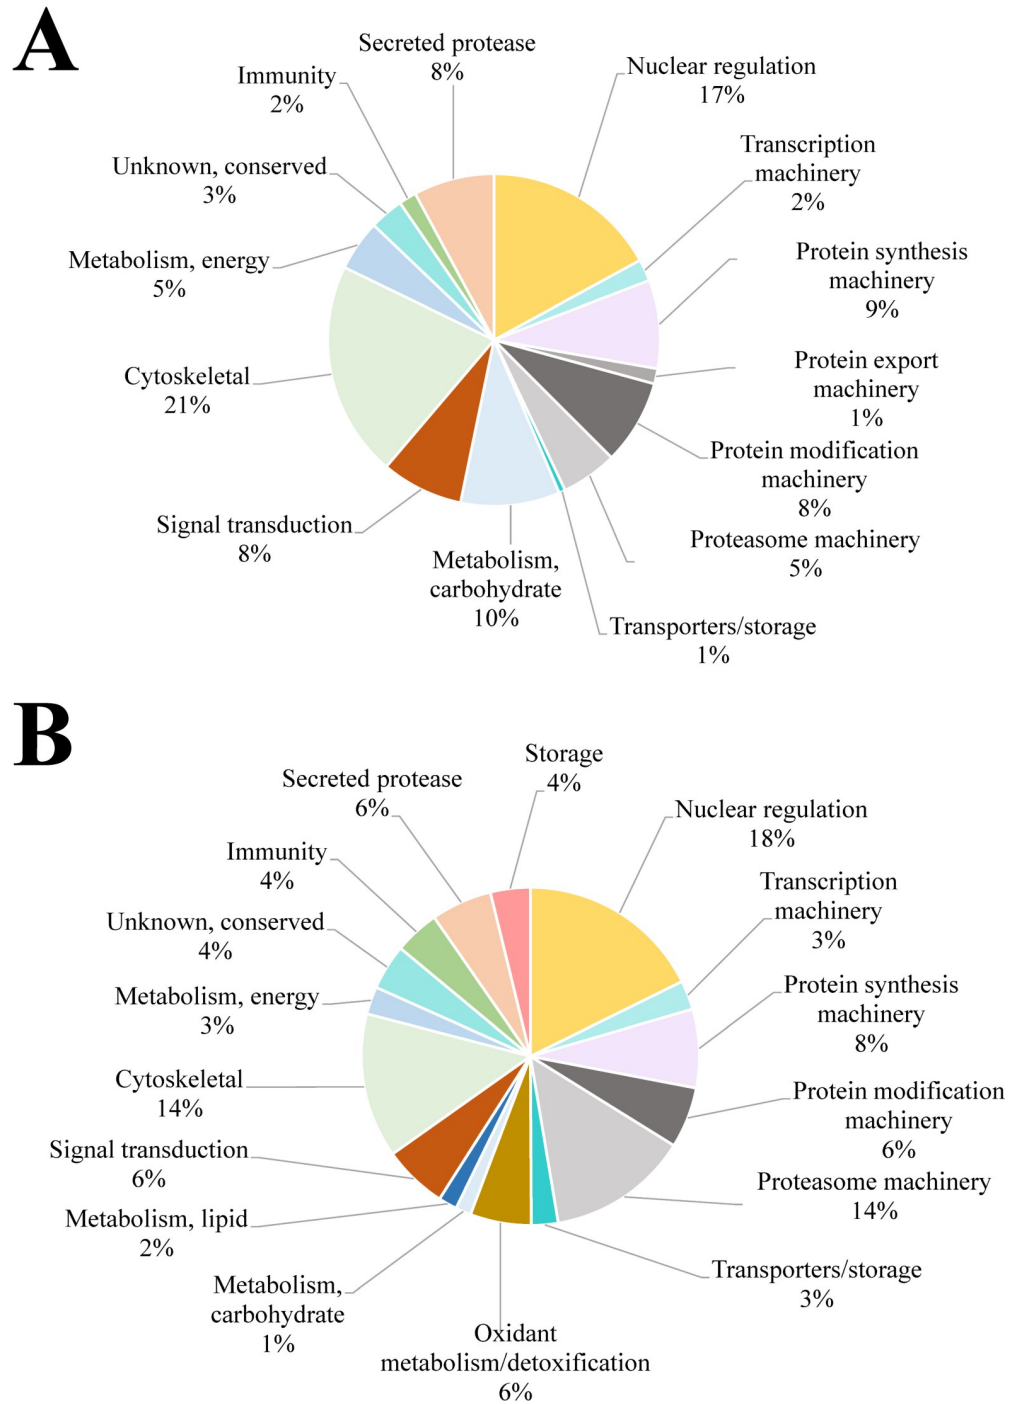 A
Secreted protease
8%
Nuclear regulation
17%
Immunity
2%
Transcription
machinery
2%
Unknown, conserved
3%
Protein synthesis
machinery
9%
Metabolism, energy
5%
Protein export
machinery
1%
Cytoskeletal
21%
Protein modification
machinery
8%
Signal transduction
8%
Proteasome machinery
5%
Metabolism,
carbohydrate
10%
Transporters/storage
1%
B
Storage
4%
Secreted protease
6%
Nuclear regulation
18%
Immunity
4%
Transcription
machinery
3%
Unknown, conserved
4%
Protein synthesis
machinery
8%
Metabolism, energy
3%
Cytoskeletal
14%
Protein modification
machinery
6%
Signal transduction
6%
Proteasome machinery
14%
Metabolism, lipid
2%
Transporters/storage
3%
Metabolism,
carbohydrate
1%
Oxidant
metabolism/detoxification
6%